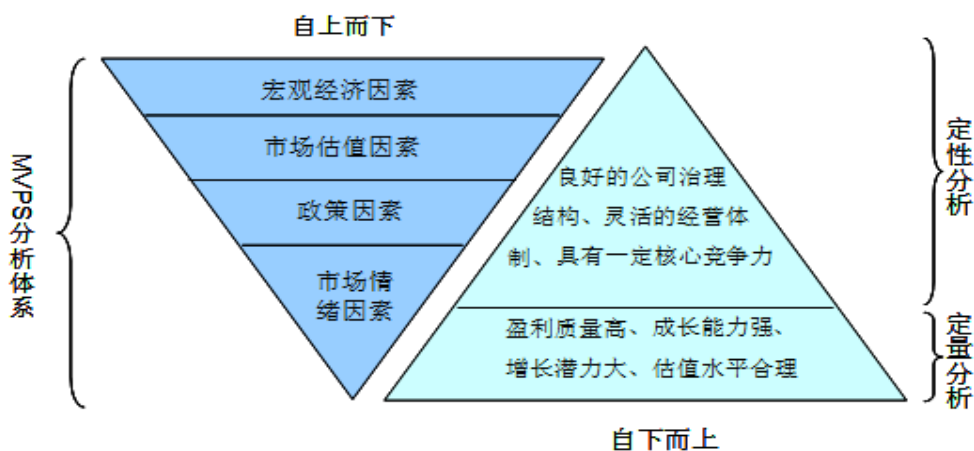 自上而下
MVPS分析体系
宏观经济因素
市场估值因素
政策因素
市场情
绪因素
良好的公司治理
结构、灵活的经营体
制、具有一定核心竞争力
盈利质量高、成长能力强、
增长潜力大、估值水平合理
定性分析
定量分析
自下而上